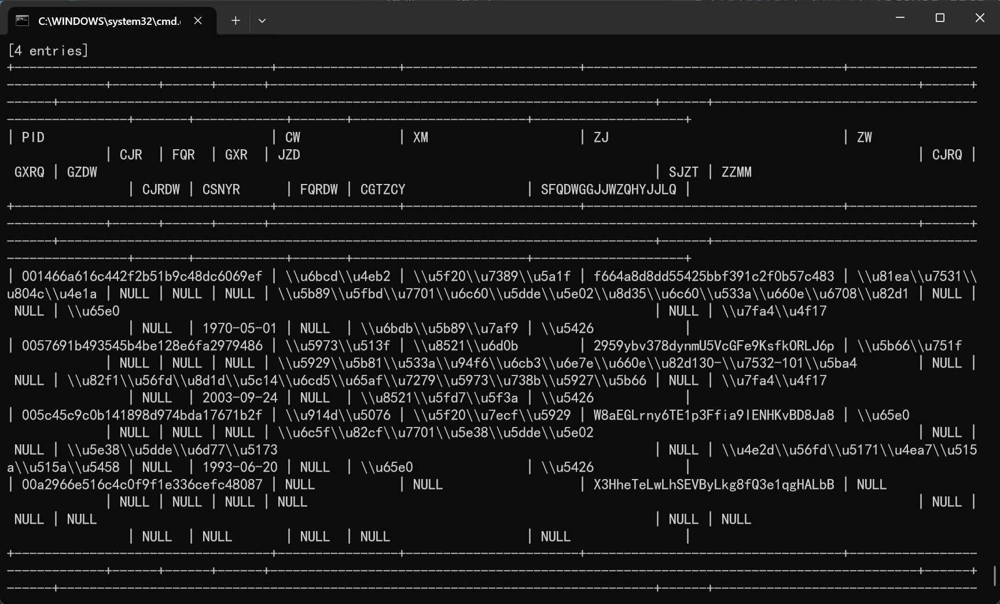 C:\WINDOWS\system32\cmd.
[4 entries]
+----------------------------------+----------------+-----------------------+----------------------------------+-----------------
-------------+------+------+------+---------------------------------------------------------------------------------------+------+
------+-------------------------------------------------------------------------------+------+-----------------------------------
----------------+-------+------------+-------+-----------------------+--------------------+
| PID | CW | XM | ZJ | ZW
| CJR | FQR | GXR | JZD | CJRQ |
GXRQ | GZDW | SJZT | ZZMM
| CJRDW | CSNYR | FQRDW | CGTZCY | SFQDWGGJJWZQHYJJLQ |
+----------------------------------+----------------+-----------------------+----------------------------------+-----------------
-------------+------+------+------+---------------------------------------------------------------------------------------+------+
------+-------------------------------------------------------------------------------+------+-----------------------------------
----------------+-------+------------+-------+-----------------------+--------------------+
| 001466a616c442f2b51b9c48dc6069ef | \\u6bcd\\u4eb2 | \\u5f20\\u7389\\u5a1f | f664a8d8dd55425bbf391c2f0b57c483 | \\u81ea\\u7531\\
u804c\\u4e1a | NULL | NULL | NULL | \\u5b89\\u5fbd\\u7701\\u6c60\\u5dde\\u5e02\\u8d35\\u6c60\\u533a\\u660e\\u6708\\u82d1 | NULL |
NULL | \\u65e0 | NULL | \\u7fa4\\u4f17
| NULL | 1970-05-01 | NULL | \\u6bdb\\u5b89\\u7af9 | \\u5426 |
| 0057691b493545b4be128e6fa2979486 | \\u5973\\u513f | \\u8521\\u6d0b | 2959ybv378dynmU5VcGFe9KsfkORLJ6p | \\u5b66\\u751f
| NULL | NULL | NULL | \\u5929\\u5b81\\u533a\\u94f6\\u6cb3\\u6e7e\\u660e\\u82d130-\\u7532-101\\u5ba4 | NULL |
NULL | \\u82f1\\u56fd\\u8d1d\\u5c14\\u6cd5\\u65af\\u7279\\u5973\\u738b\\u5927\\u5b66 | NULL | \\u7fa4\\u4f17
| NULL | 2003-09-24 | NULL | \\u8521\\u5fd7\\u5f3a | \\u5426 |
| 005c45c9c0b141898d974bda17671b2f | \\u914d\\u5076 | \\u5f20\\u7ecf\\u5929 | W8aEGLrny6TE1p3Ffia9IENHKvBD8Ja8 | \\u65e0
| NULL | NULL | NULL | \\u6c5f\\u82cf\\u7701\\u5e38\\u5dde\\u5e02 | NULL |
NULL | \\u5e38\\u5dde\\u6d77\\u5173 | NULL | \\u4e2d\\u56fd\\u5171\\u4ea7\\u515
a\\u515a\\u5458 | NULL | 1993-06-20 | NULL | \\u65e0 | \\u5426 |
| 00a2966e516c4c0f9f1e336cefc48087 | NULL | NULL | X3HheTeLwLhSEVByLkg8fQ3e1qgHALbB | NULL
| NULL | NULL | NULL | NULL | NULL |
NULL | NULL | NULL | NULL
| NULL | NULL | NULL | NULL | NULL |
+----------------------------------+----------------+-----------------------+----------------------------------+-----------------
-------------+------+------+------+---------------------------------------------------------------------------------------+------+
------+-------------------------------------------------------------------------------+------+-----------------------------------